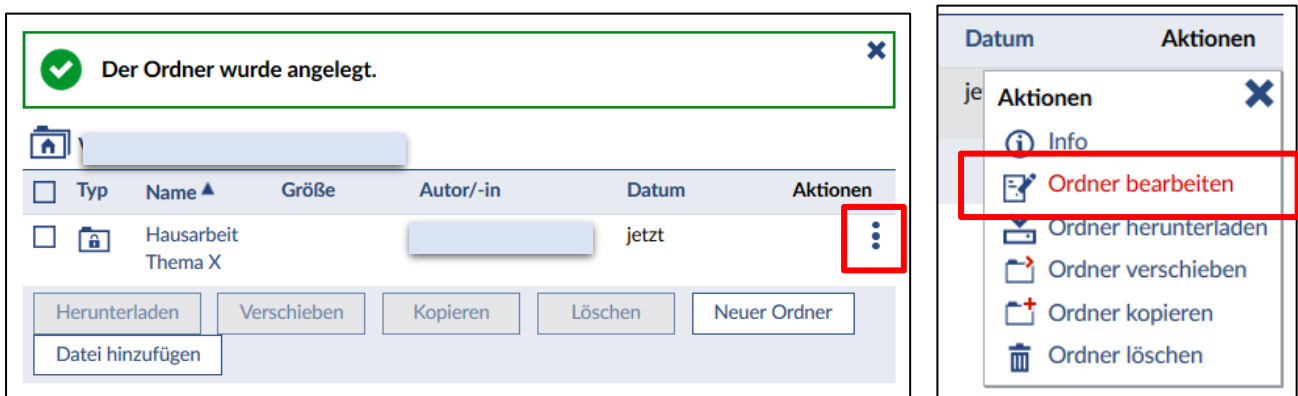 Der Ordner wurde angelegt.
Typ Name Größe Autor/-in Datum Aktionen
Hausarbeit jetzt
Thema X
Herunterladen Verschieben Kopieren Löschen Neuer Ordner
Datei hinzufügen
Datum Aktionen
je
Aktionen
Info
Ordner bearbeiten
Ordner herunterladen
Ordner verschieben
Ordner kopieren
Ordner löschen